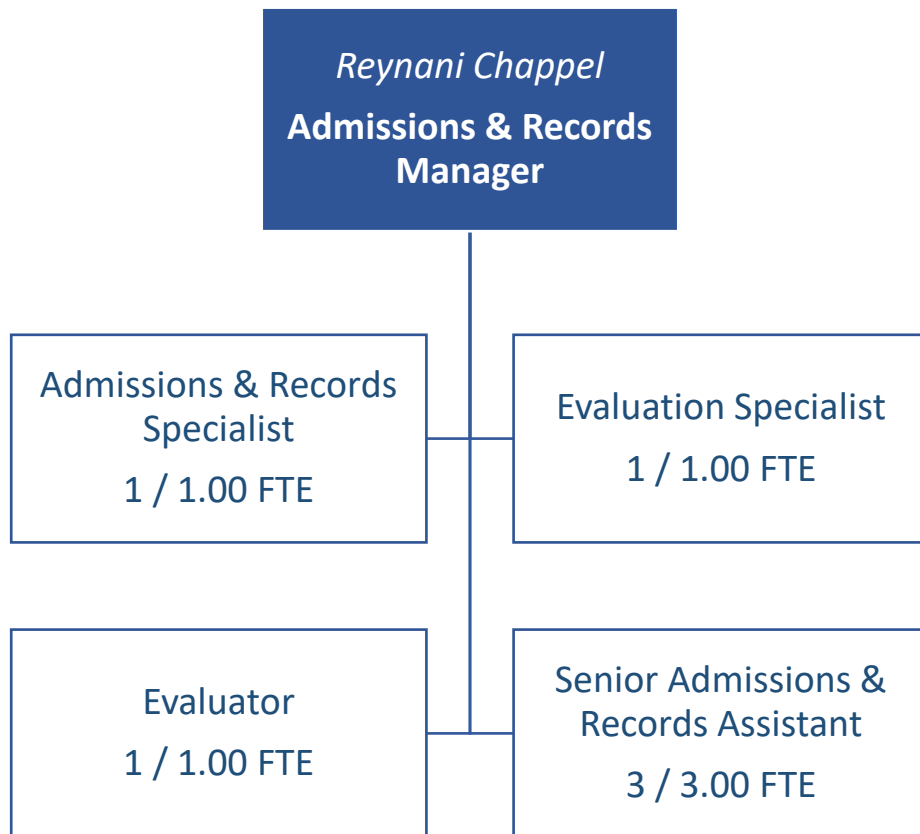 Reynani Chappel
Admissions & Records
Manager
Admissions & Records
Specialist
1 / 1.00 FTE
Evaluation Specialist
1 / 1.00 FTE
Evaluator
1 / 1.00 FTE
Senior Admissions &
Records Assistant
3 / 3.00 FTE